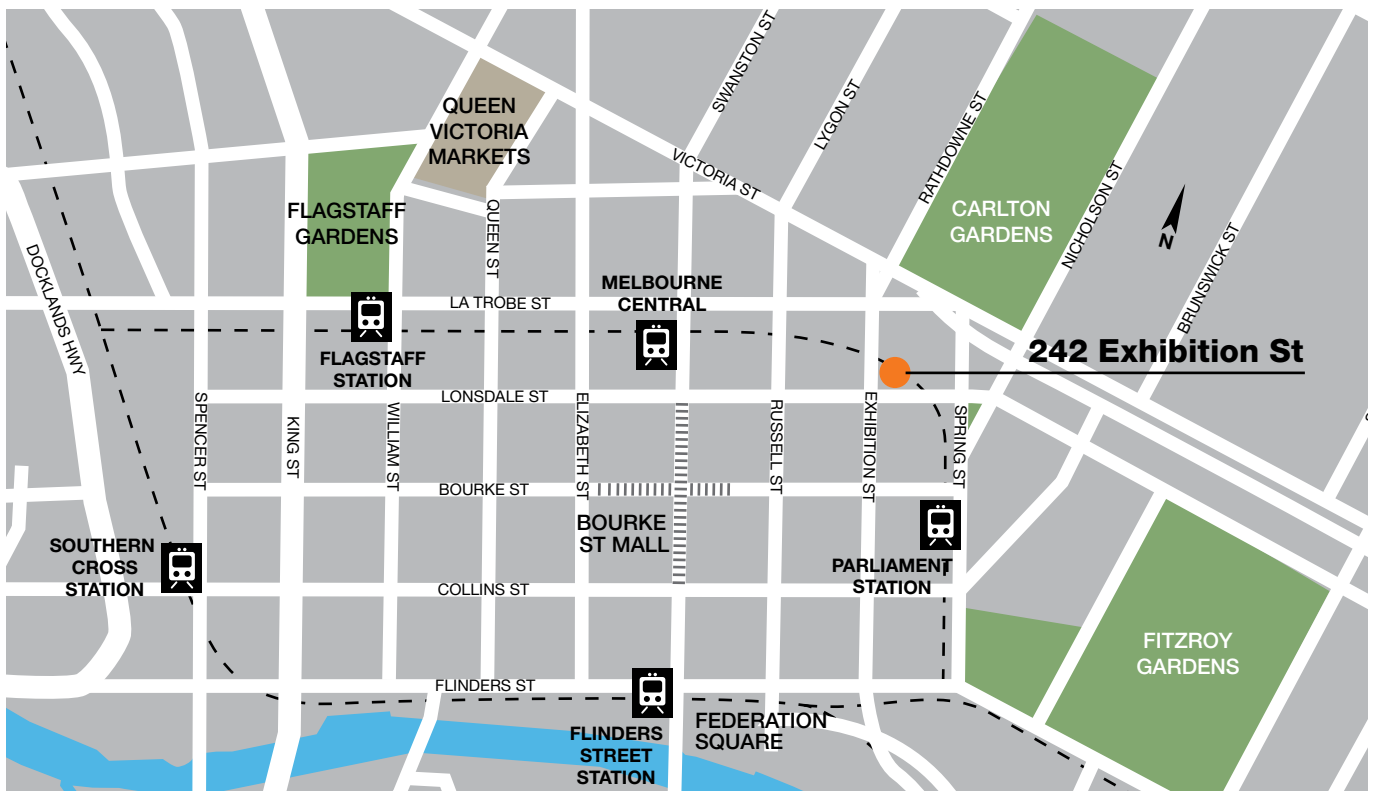 SWANSTON ST
LYGON ST
RATHDOWNE ST
NICHOLSON ST
BRUNSWICK ST
VICTORIA ST
QUEEN
VICTORIA
MARKETS
FLAGSTAFF
GARDENS
QUEEN ST
CARLTON
GARDENS
N
DOCKLANDS HWY
MELBOURNE
CENTRAL
LA TROBE ST
FLAGSTAFF
STATION
242 Exhibition St
LONSDALE ST
SPENCER ST
KING ST
WILLIAM ST
ELIZABETH ST
RUSSELL ST
EXHIBITION ST
SPRING ST
BOURKE ST
BOURKE
ST MALL
SOUTHERN
CROSS
STATION
PARLIAMENT
STATION
COLLINS ST
FITZROY
GARDENS
FLINDERS ST
FLINDERS
STREET
STATION
FEDERATION
SQUARE